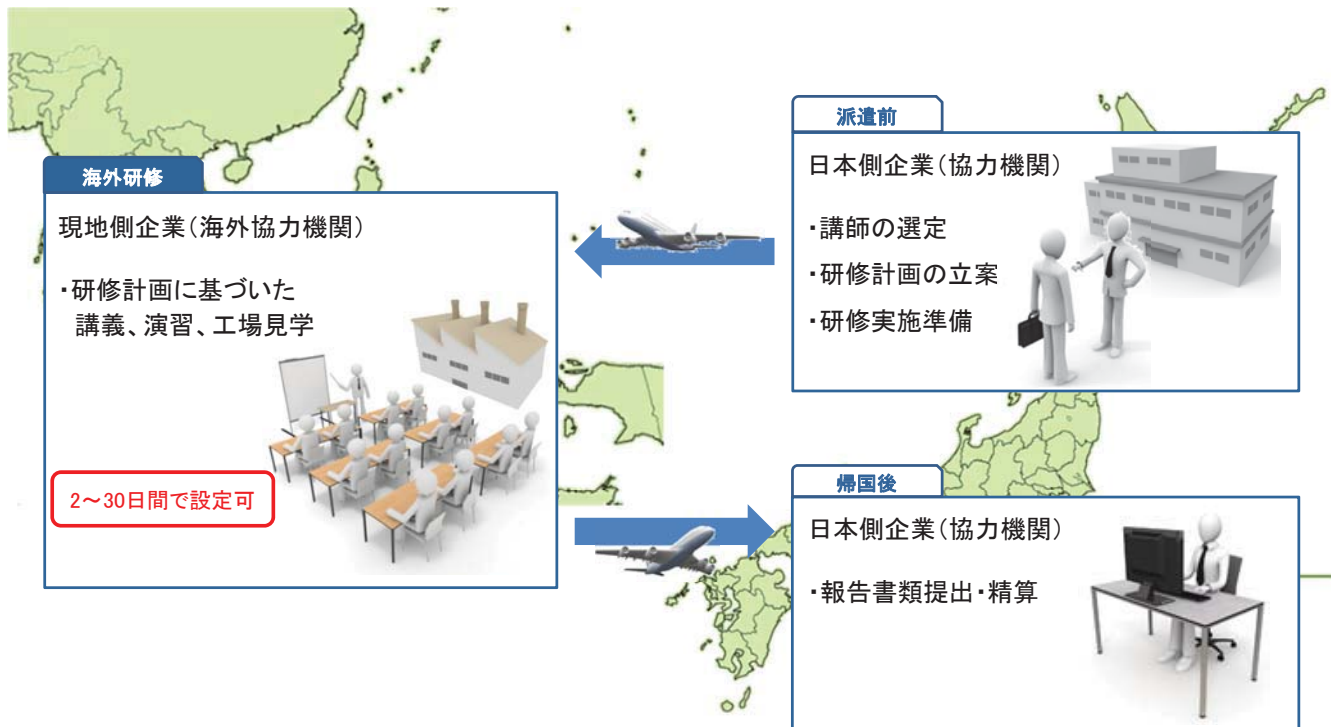 派遣前
日本側企業(協力機関)
・講師の選定
・研修計画の立案
・研修実施準備
海外研修
現地側企業(海外協力機関)
・研修計画に基づいた
講義、演習、工場見学
2~30日間で設定可
帰国後
日本側企業(協力機関)
・報告書類提出・精算